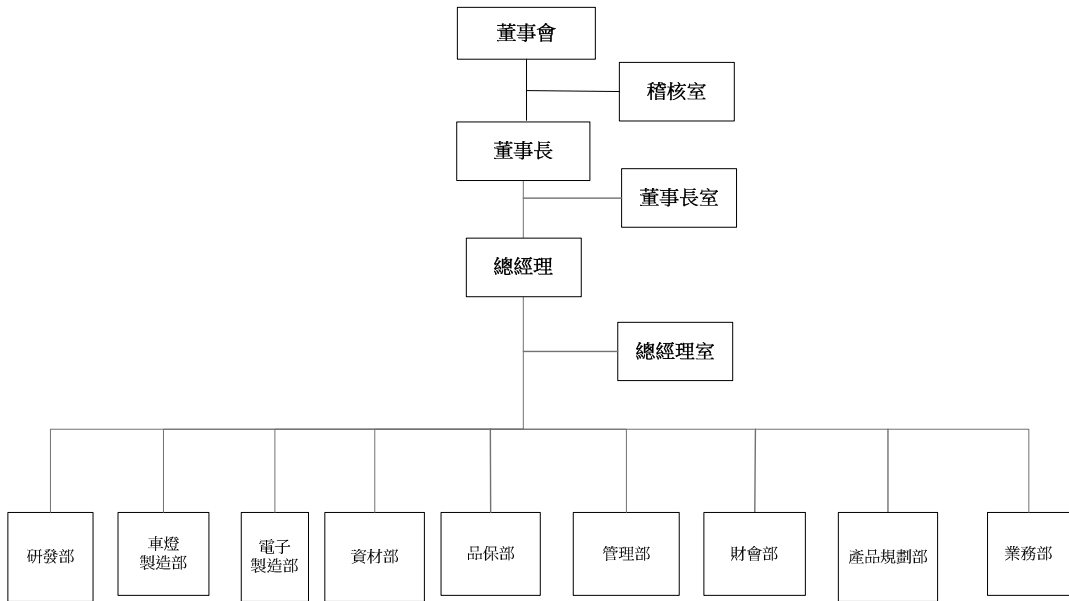 董事會
稽核室
董事長
董事長室
總經理
總經理室
研發部
車燈
製造部
電子
製造部
資材部
品保部
管理部
財會部
產品規劃部
業務部